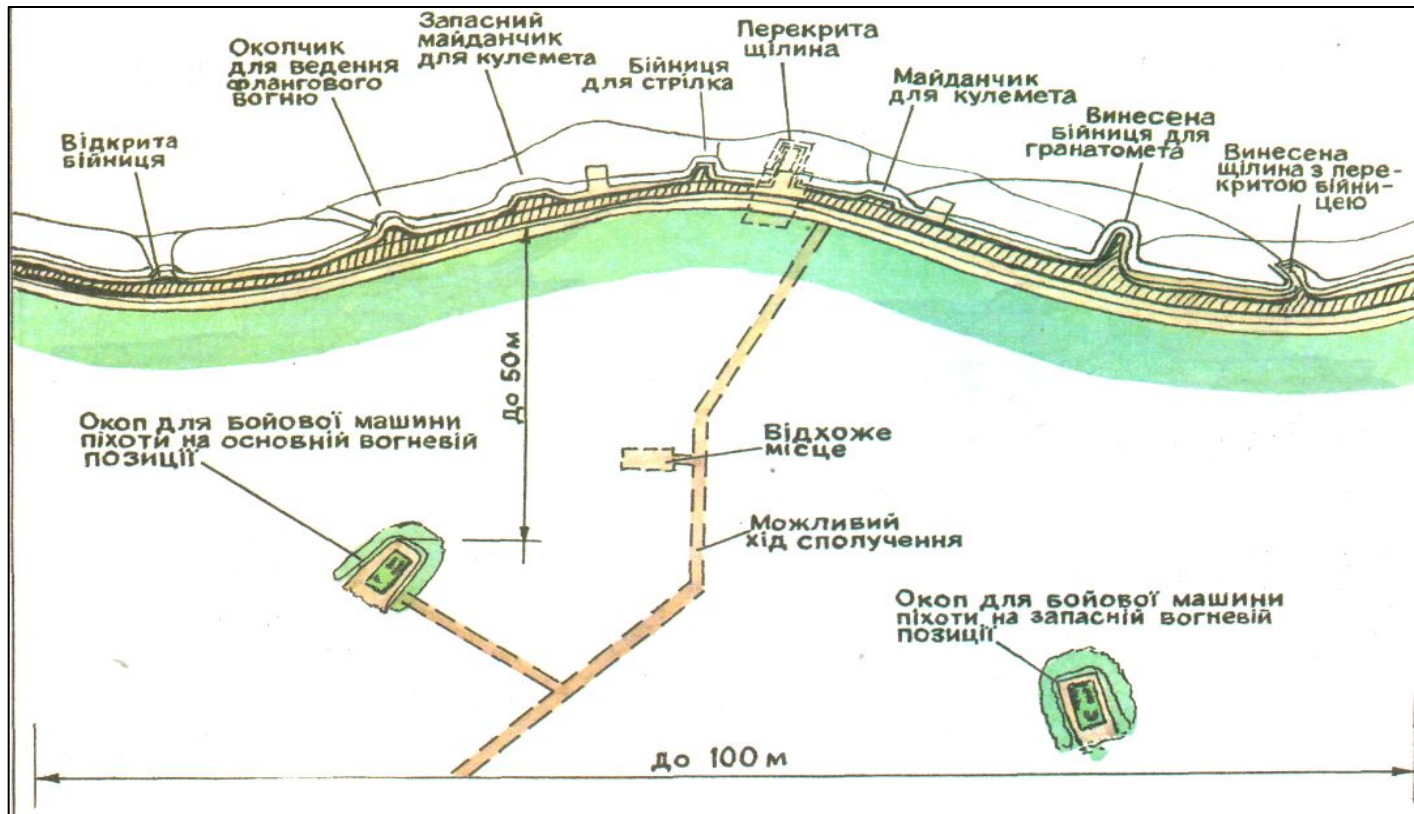 Відкрита
бійниця
Окопчик
для ведення
флангового
вогню
Запасний
майданчик
для кулемета
Бійниця
для стрілка
Перекрита
щілина
Майданчик
для кулемета
Винесена
бійниця для
гранатомета
Винесена
щілина з пере-
критою бійни-
цею
до 50м
Окоп для бойової машини
піхоти на основній вогневій
позиції
Відхоже
місце
Можливий
хід сполучення
Окоп для бойової машини
піхоти на запасній вогневій
позиції
до 100 м